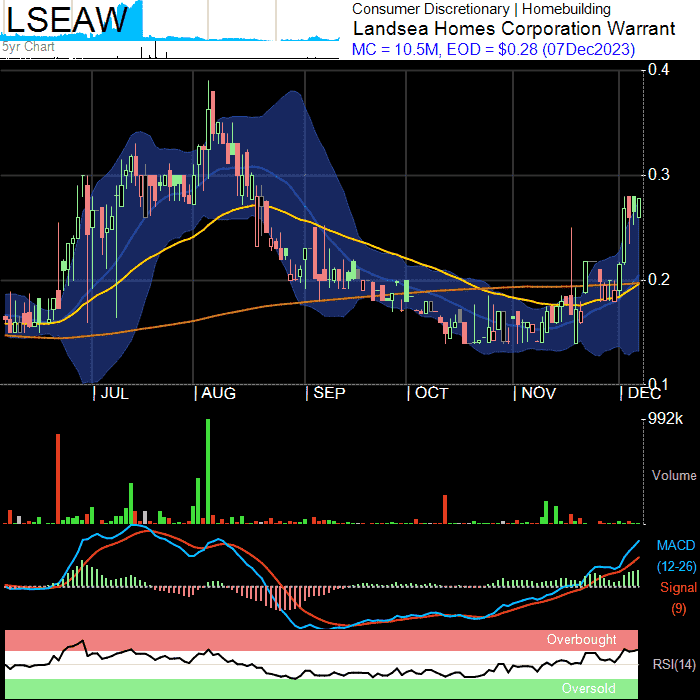 LSEAW
5yr Chart
Consumer Discretionary | Homebuilding
Landsea Homes Corporation Warrant
MC = 10.5M, EOD = $0.28 (07Dec2023)
0.4
0.3
0.2
0.1
JUL
AUG
SEP
OCT
NOV
DEC
992k
Volume
MACD
(12-26)
Signal
(9)
Overbought
RSI(14)
Oversold